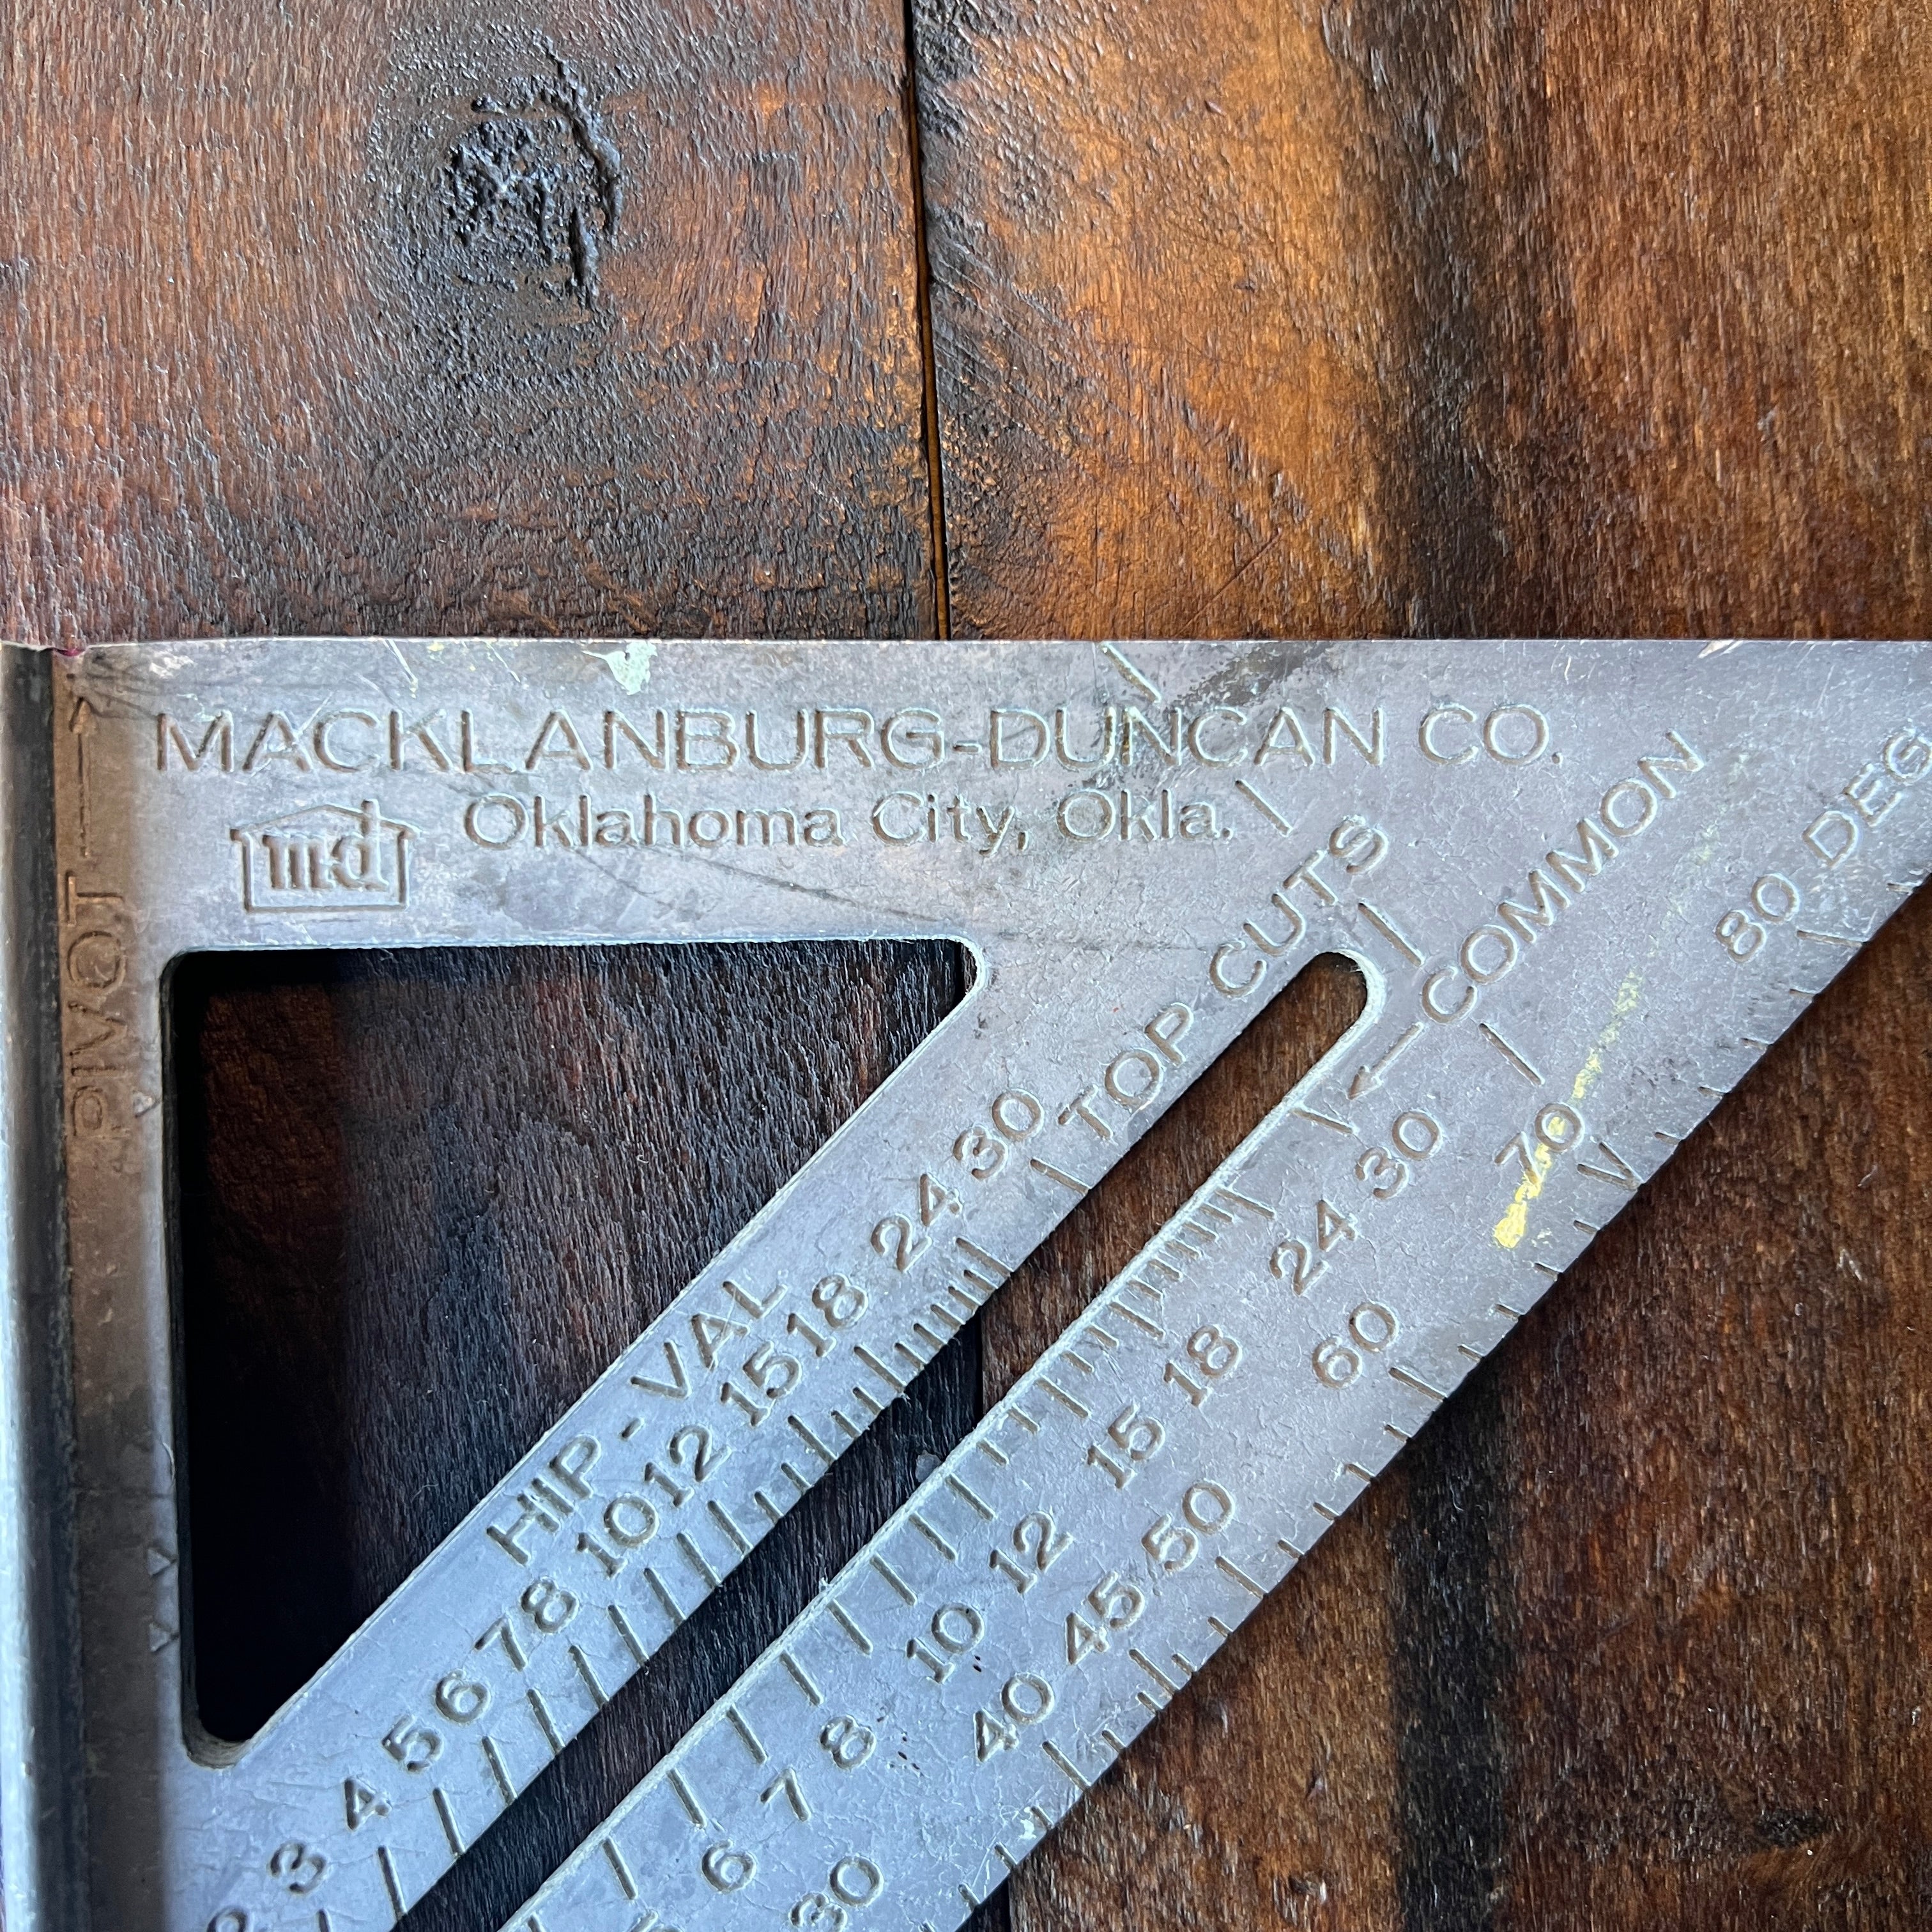 MACKLANBURG-DUNCAN CO.
md
Oklahoma City, Okla.
PIVOT
TOP CUTS
COMMON
80 DEG
HIP-VAL
3 4 5 6 7 8 10 12 15 18 24 30
6 7 8 10 12 15 18 24 30
30 40 45 50 60 70